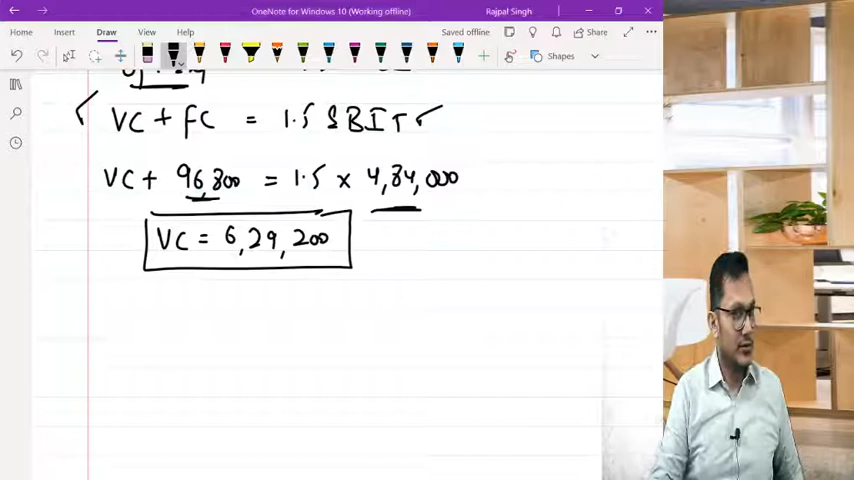 OneNote for Windows 10 (Working offline)
Rajpal Singh
Home Insert Draw View Help
Saved offline Share
Shapes
VC + FC = 1.5 EBIT
VC + 96,800 = 1.5 x 4,84,000
VC = 6,29,200